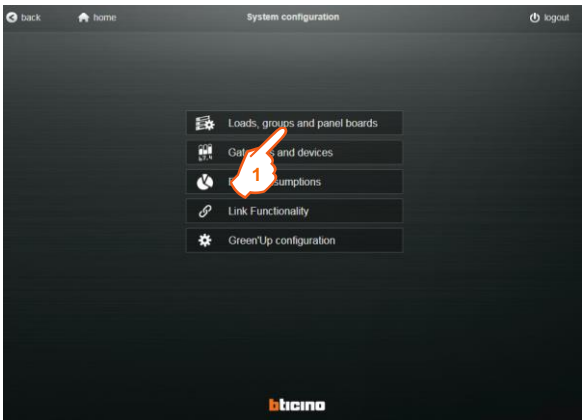 back home System configuration logout
Loads, groups and panel boards
and devices
1
Link Functionality
Green'Up configuration
bticino